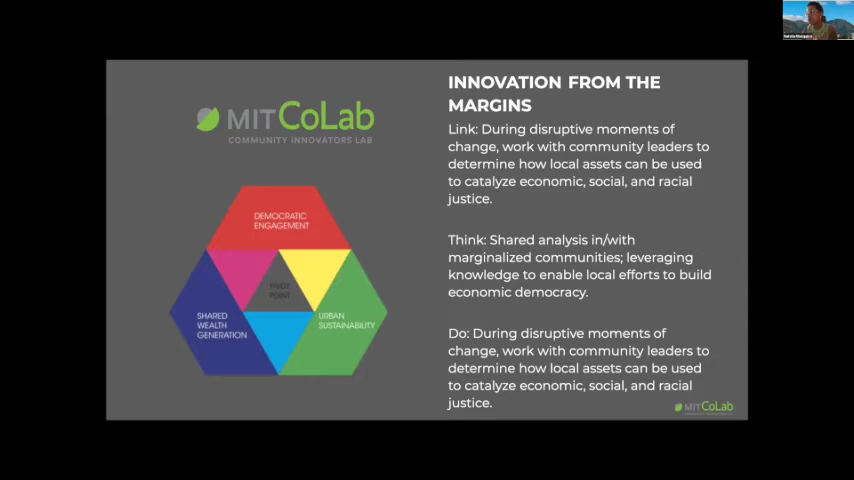 MIT CoLab
COMMUNITY INNOVATORS LAB
DEMOCRATIC
ENGAGEMENT
PIVOT
POINT
SHARED
WEALTH
GENERATION
URBAN
SUSTAINABILITY
INNOVATION FROM THE
MARGINS
Link: During disruptive moments of
change, work with community leaders to
determine how local assets can be used
to catalyze economic, social, and racial
justice.
Think: Shared analysis in/with
marginalized communities; leveraging
knowledge to enable local efforts to build
economic democracy.
Do: During disruptive moments of
change, work with community leaders to
determine how local assets can be used
to catalyze economic, social, and racial
justice.
MIT CoLab